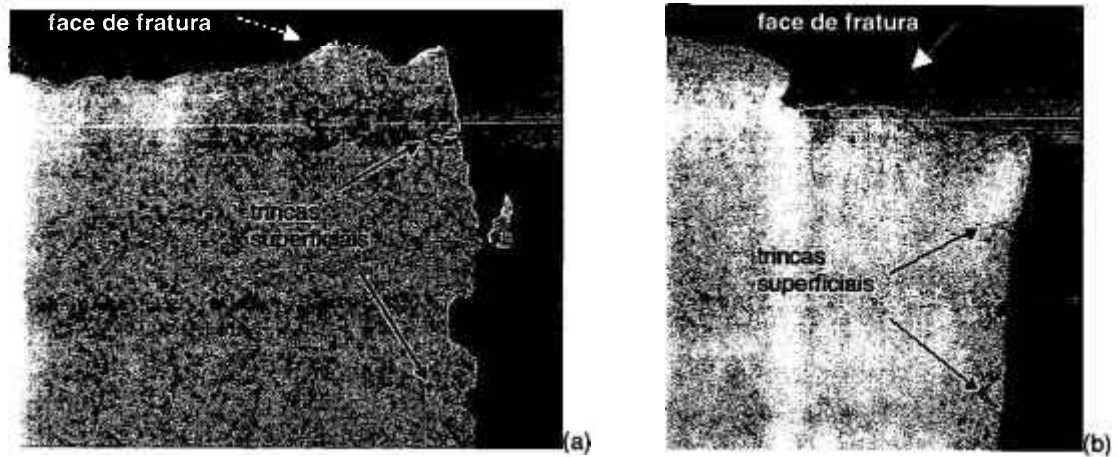 face de fratura
trincas
superficiais
(a)
face de fratura
trincas
superficiais
(b)